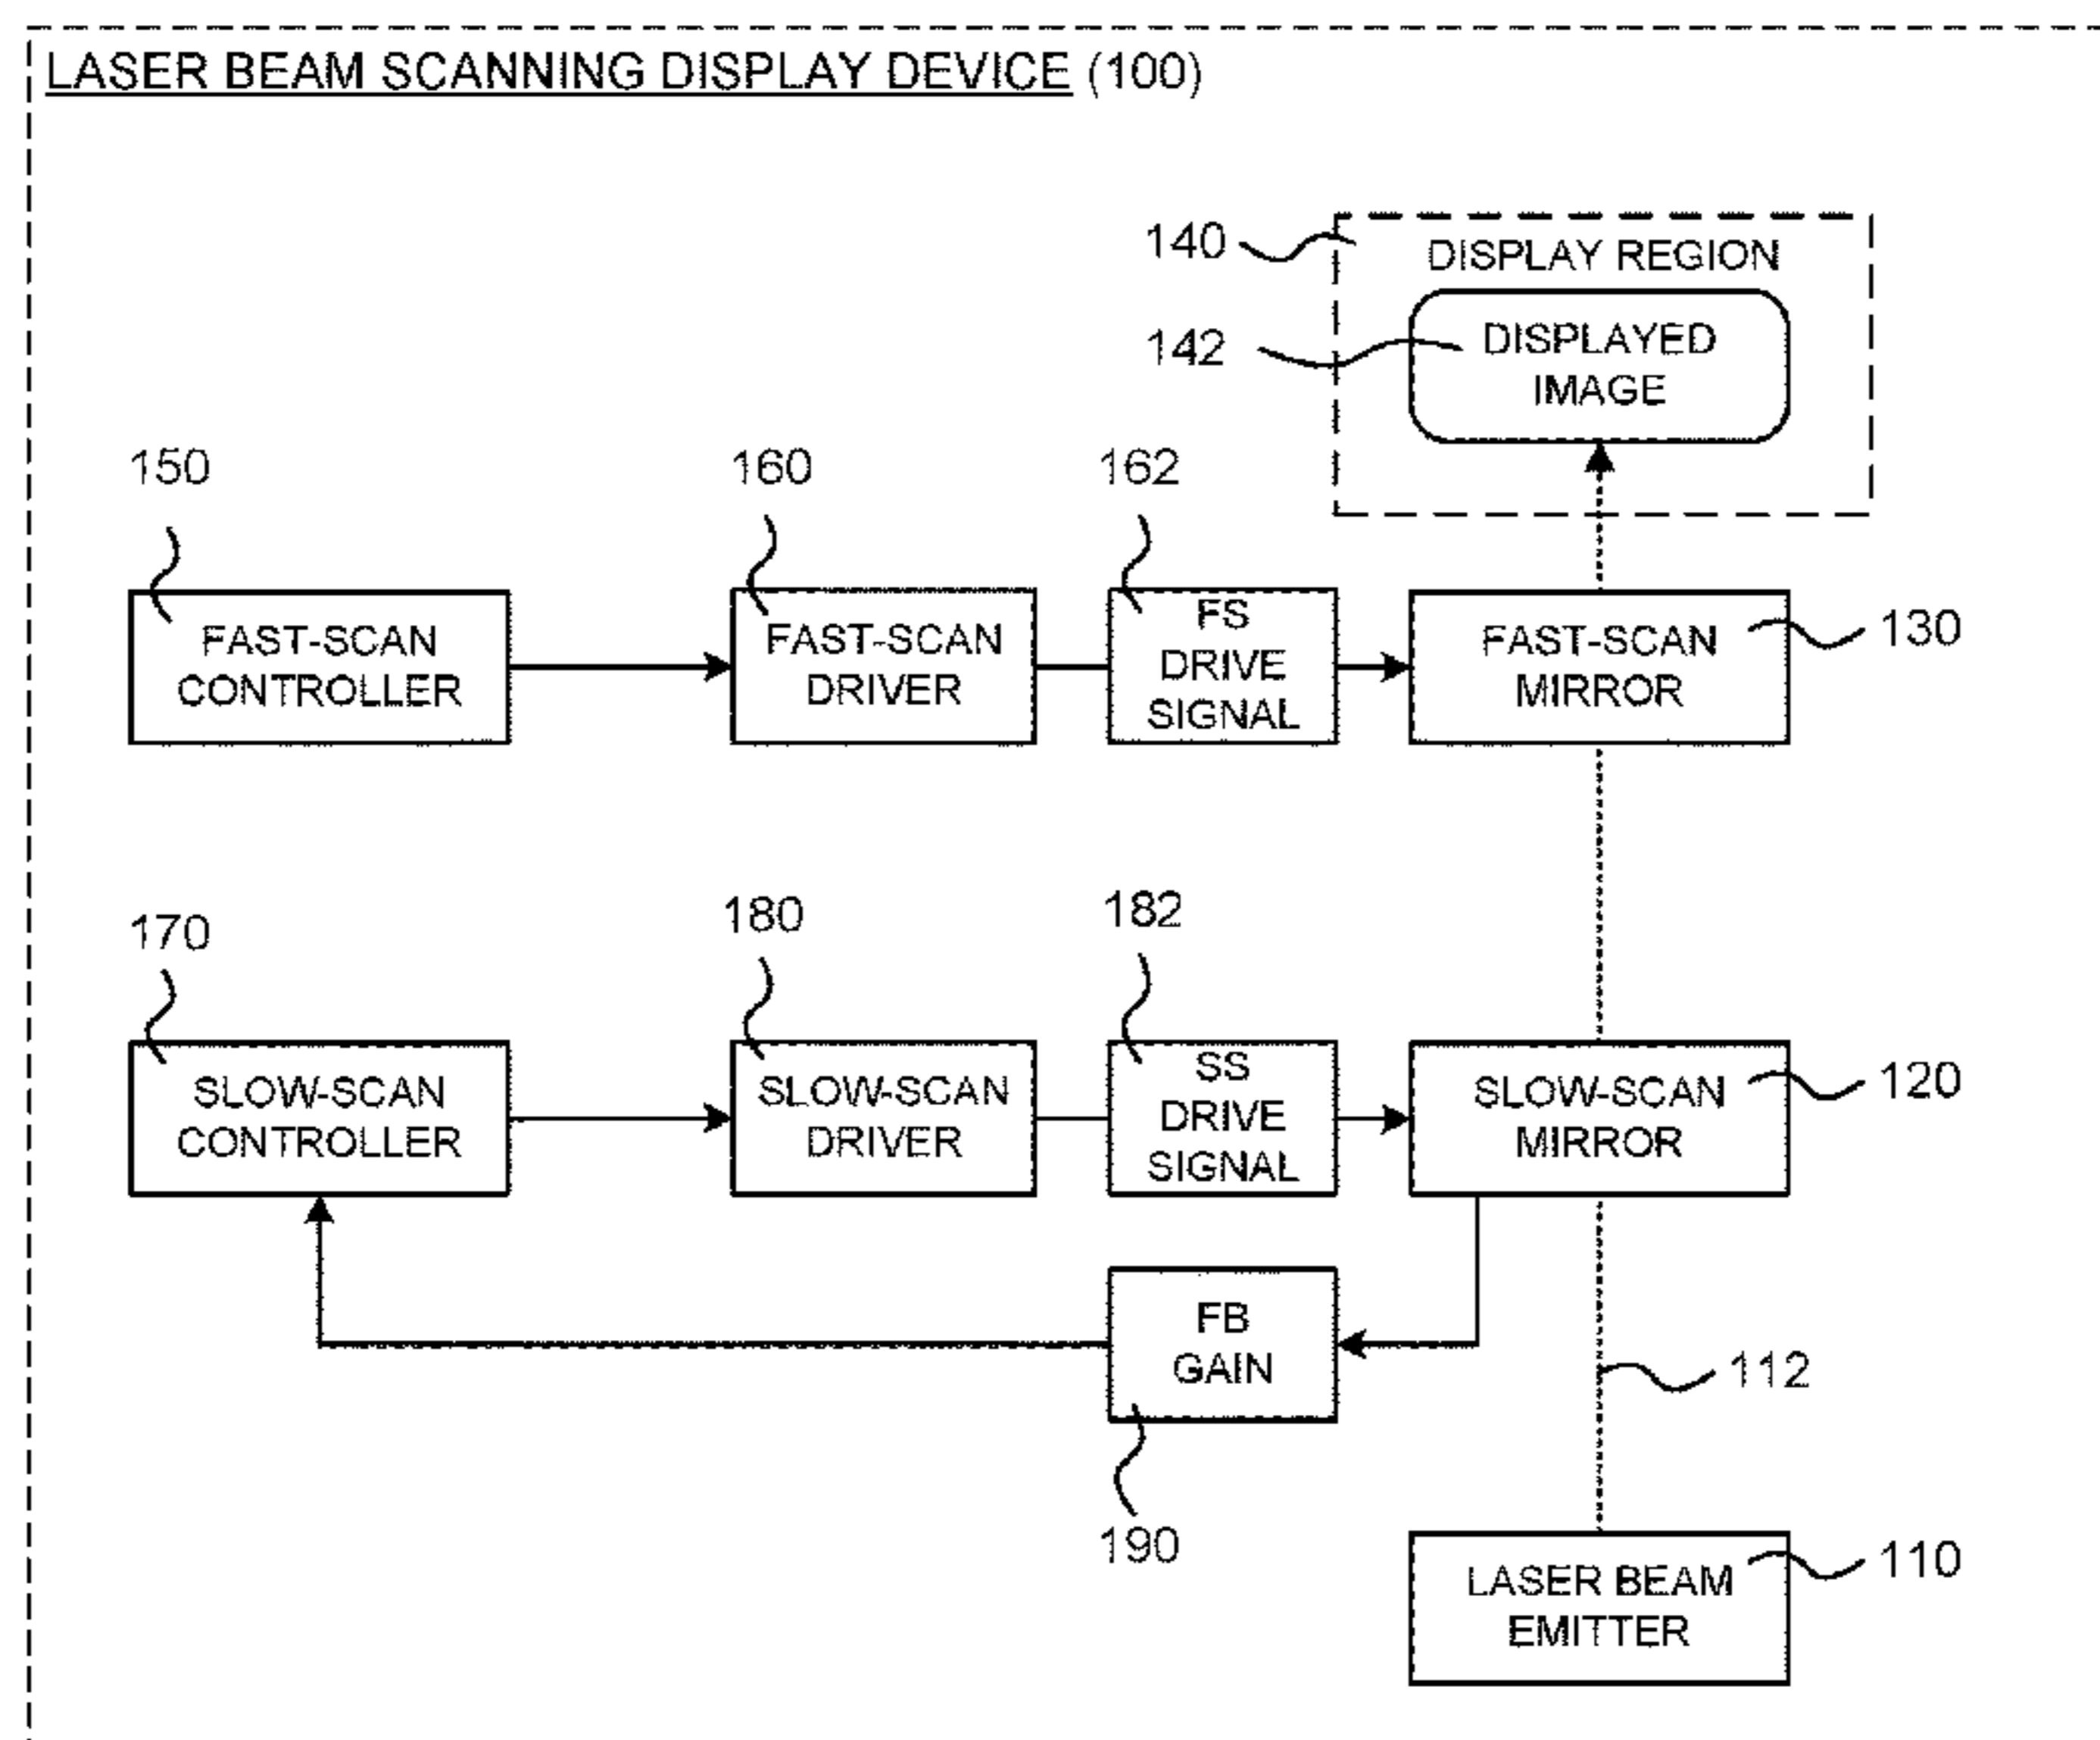 LASER BEAM SCANNING DISPLAY DEVICE (100)
140
DISPLAY REGION
142
DISPLAYED
IMAGE
150
160
162
FAST-SCAN
CONTROLLER
FAST-SCAN
DRIVER
FS
DRIVE
SIGNAL
FAST-SCAN
MIRROR
130
170
180
182
SLOW-SCAN
CONTROLLER
SLOW-SCAN
DRIVER
SS
DRIVE
SIGNAL
SLOW-SCAN
MIRROR
120
FB
GAIN
112
190
LASER BEAM
EMITTER
110